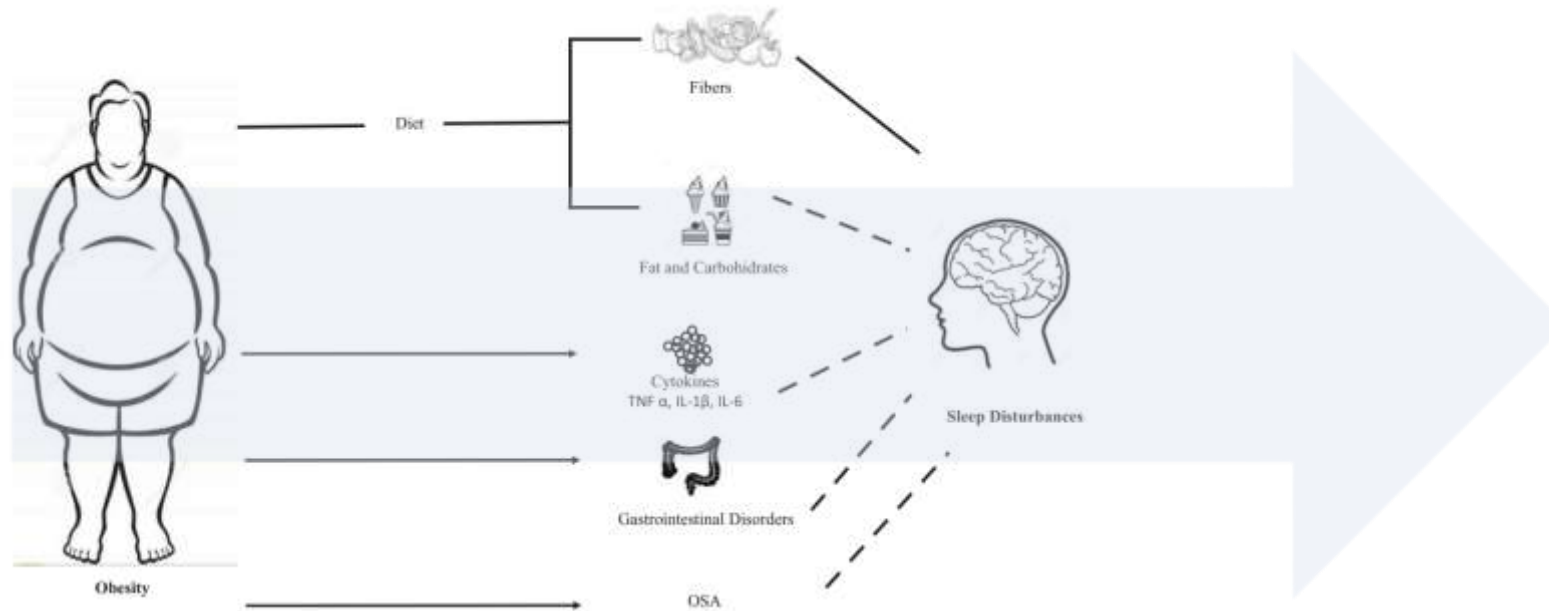 Fibers
Diet
Fat and Carbohidrates
Cytokines
TNF α, IL-1β, IL-6
Sleep Disturbances
Gastrointestinal Disorders
Obesity
OSA